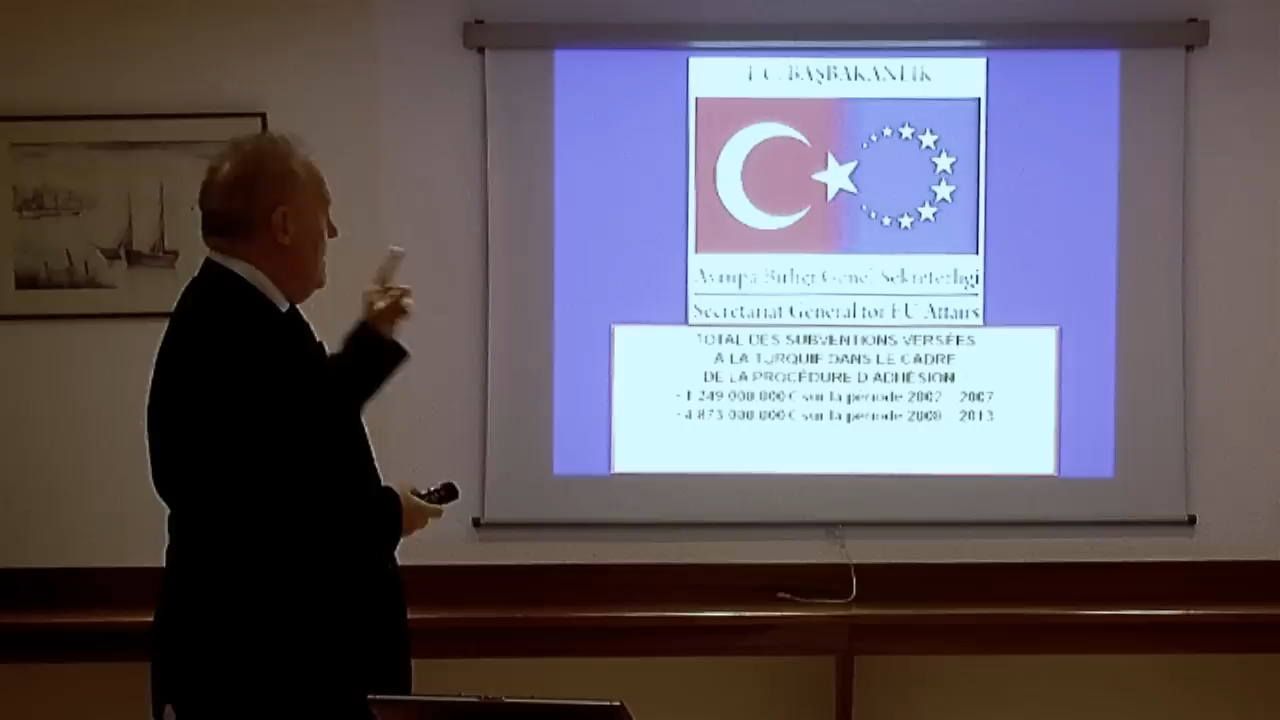 T.C. BAŞBAKANLIK
Avrupa Birliği Genel Sekreterliği
Secretariat General for EU Affairs
TOTAL DES SUBVENTIONS VERSÉES
A LA TURQUIE DANS LE CADRE
DE LA PROCÉDURE D'ADHÉSION
- 1 249 000 000 € sur la période 2002 – 2007
- 4 873 000 000 € sur la période 2008 – 2013